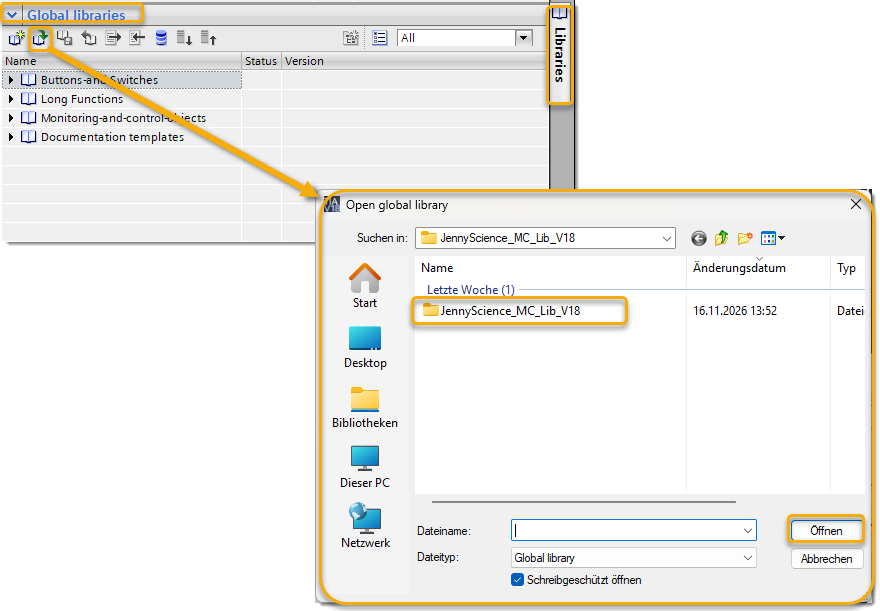 Global libraries
All
Name Status Version
Buttons-and-Switches
Long Functions
Monitoring-and-control-objects
Documentation templates
Libraries
Open global library
Suchen in: JennyScience_MC_Lib_V18
Name Änderungsdatum Typ
Letzte Woche (1)
JennyScience_MC_Lib_V18 16.11.2026 13:52 Datei
Start
Desktop
Bibliotheken
Dieser PC
Netzwerk
Dateiname: Öffnen
Dateityp: Global library Abbrechen
Schreibgeschützt öffnen